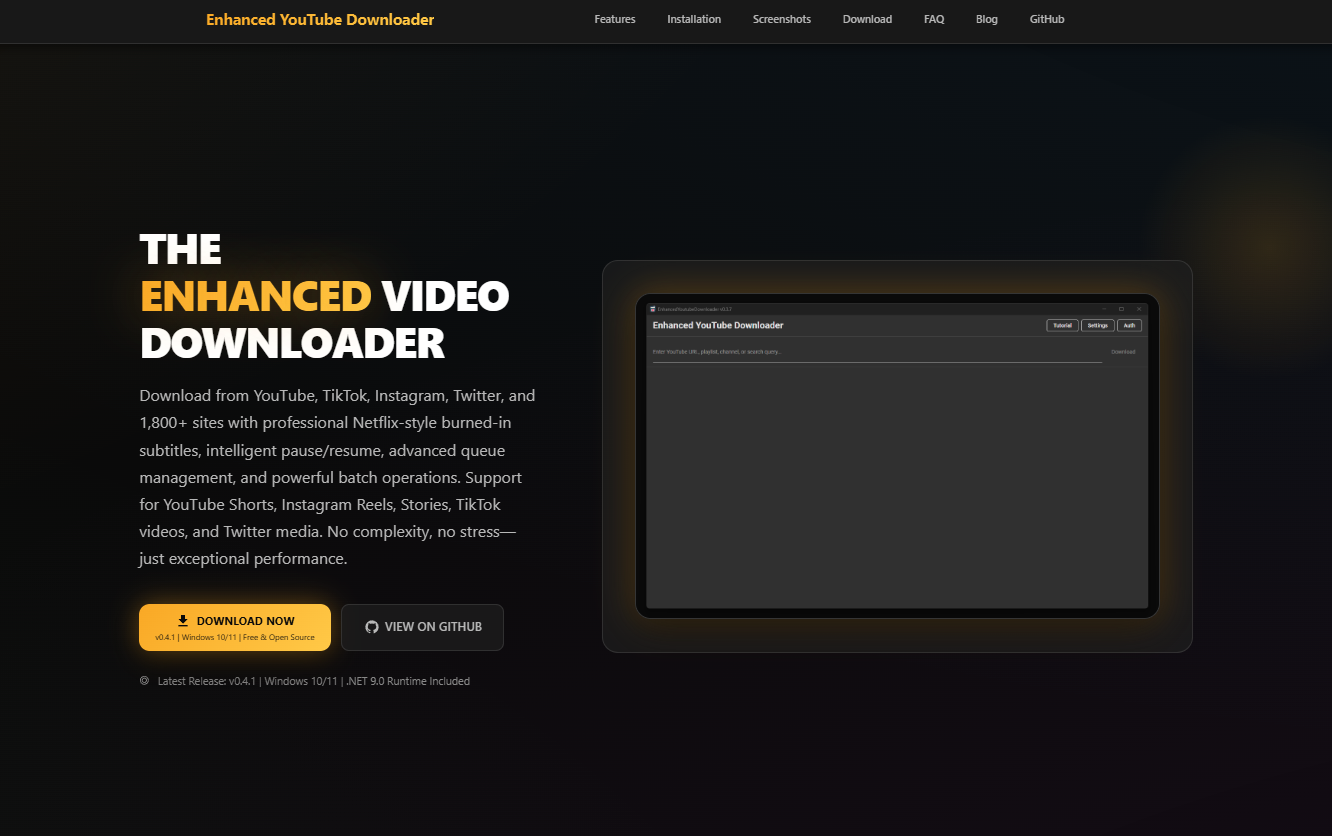 Enhanced YouTube Downloader
Features Installation Screenshots Download FAQ Blog GitHub
THE
ENHANCED VIDEO
DOWNLOADER
Download from YouTube, TikTok, Instagram, Twitter, and
1,800+ sites with professional Netflix-style burned-in
subtitles, intelligent pause/resume, advanced queue
management, and powerful batch operations. Support
for YouTube Shorts, Instagram Reels, Stories, TikTok
videos, and Twitter media. No complexity, no stress—
just exceptional performance.
DOWNLOAD NOW
v0.4.1 | Windows 10/11 | Free & Open Source
VIEW ON GITHUB
Latest Release: v0.4.1 | Windows 10/11 | .NET 9.0 Runtime Included
Enhanced YouTube Downloader
Tutorial Settings Auth
Enter YouTube URL, playlist, channel, or search query...
Download